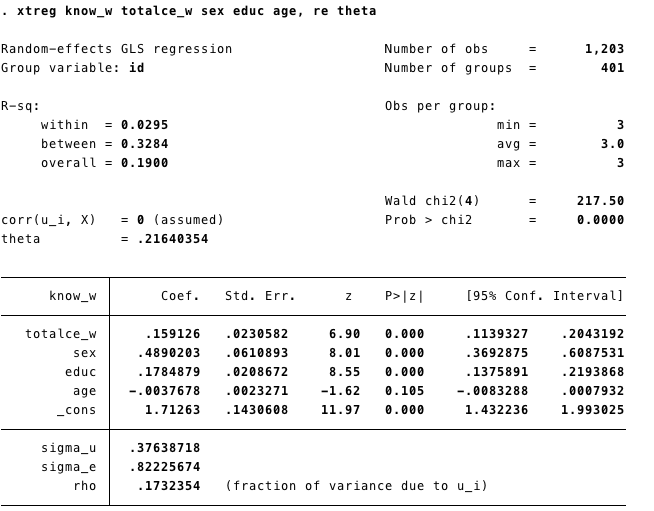 . xtreg know_w totalce_w sex educ age, re theta
Random-effects GLS regression Number of obs = 1,203
Group variable: id Number of groups = 401
R-sq: Obs per group:
within = 0.0295 min = 3
between = 0.3284 avg = 3.0
overall = 0.1900 max = 3
Wald chi2(4) = 217.50
corr(u_i, X) = 0 (assumed) Prob > chi2 = 0.0000
theta = .21640354
know_w Coef. Std. Err. z P>|z| [95% Conf. Interval]
totalce_w .159126 .0230582 6.90 0.000 .1139327 .2043192
sex .4890203 .0610893 8.01 0.000 .3692875 .6087531
educ .1784879 .0208672 8.55 0.000 .1375891 .2193868
age -.0037678 .0023271 -1.62 0.105 -.0083288 .0007932
_cons 1.71263 .1430608 11.97 0.000 1.432236 1.993025
sigma_u .37638718
sigma_e .82225674
rho .1732354 (fraction of variance due to u_i)